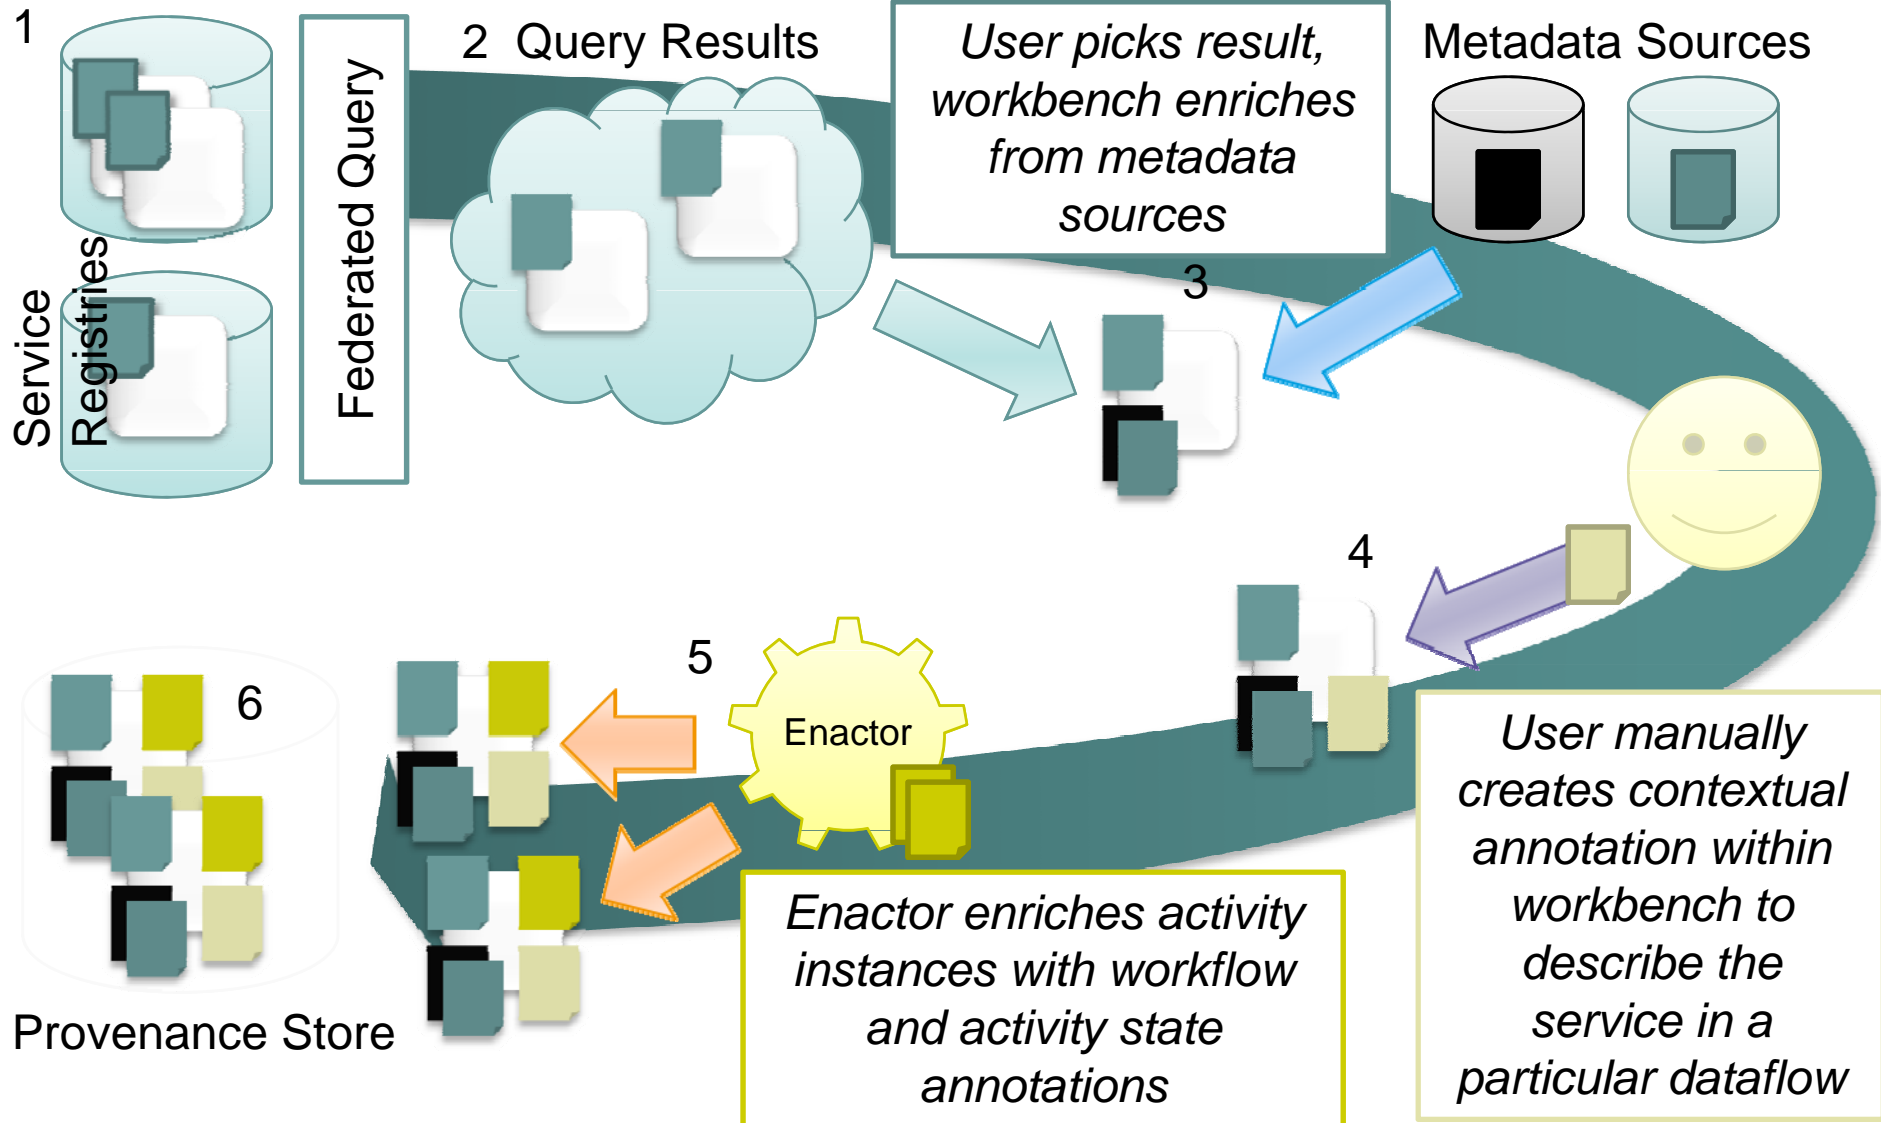 1
Service
Registries
Federated Query
2 Query Results
User picks result,
workbench enriches
from metadata
sources
Metadata Sources
3
4
User manually
creates contextual
annotation within
workbench to
describe the
service in a
particular dataflow
5
Enactor
Enactor enriches activity
instances with workflow
and activity state
annotations
6
Provenance Store